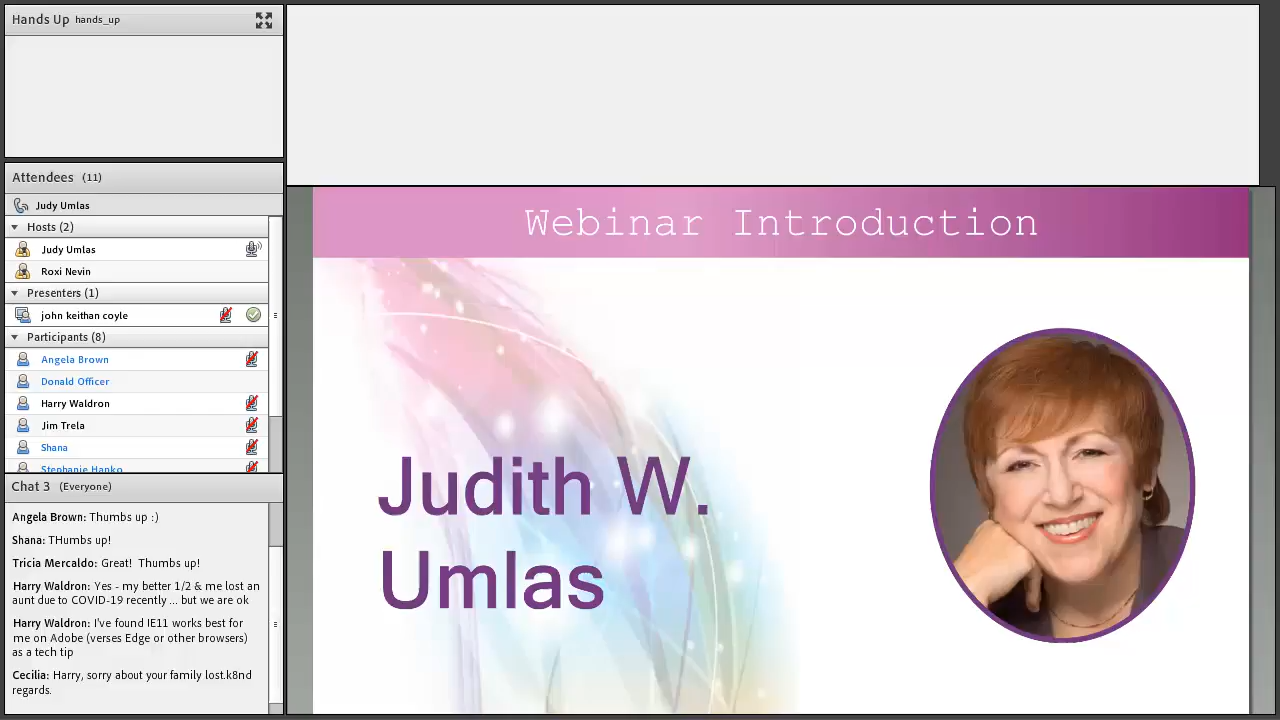 Hands Up hands_up
Attendees (11)
Judy Umlas
Hosts (2)
Judy Umlas
Roxi Nevin
Presenters (1)
john keithan coyle
Participants (8)
Angela Brown
Donald Officer
Harry Waldron
Jim Trela
Shana
Stephanie Hanko
Chat 3 (Everyone)
Angela Brown: Thumbs up :)
Shana: THumbs up!
Tricia Mercaldo: Great! Thumbs up!
Harry Waldron: Yes - my better 1/2 & me lost an
aunt due to COVID-19 recently ... but we are ok
Harry Waldron: I've found IE11 works best for
me on Adobe (verses Edge or other browsers)
as a tech tip
Cecilia: Harry, sorry about your family lost.k8nd
regards.
Webinar Introduction
Judith W.
Umlas